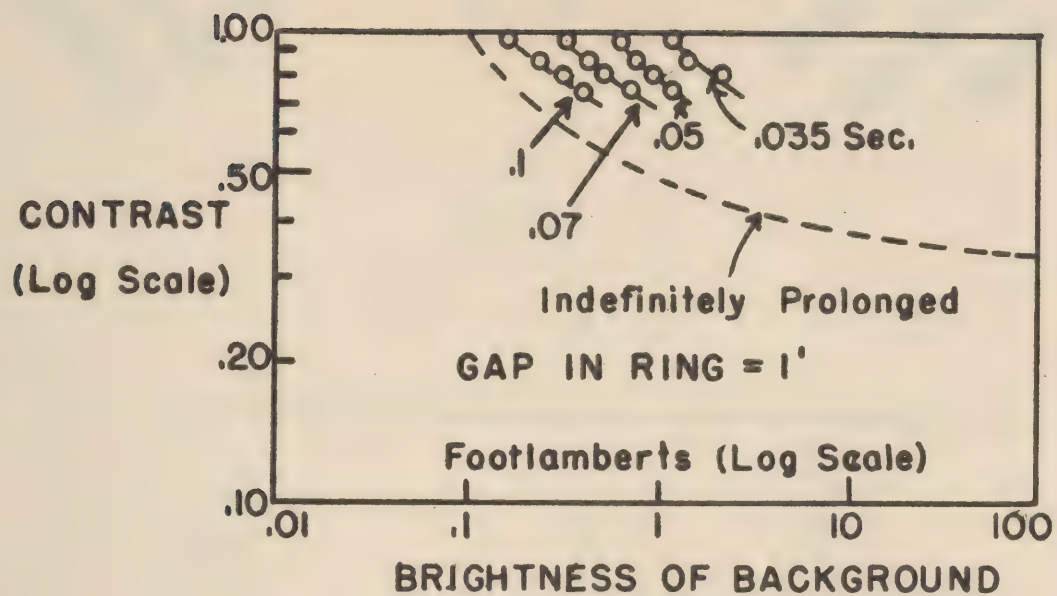 1.00
.50
.20
.10
CONTRAST
(Log Scale)
.1
.07
.05
.035 Sec.
Indefinitely Prolonged
GAP IN RING = 1'
Footlamberts (Log Scale)
.01
.1
1
10
100
BRIGHTNESS OF BACKGROUND